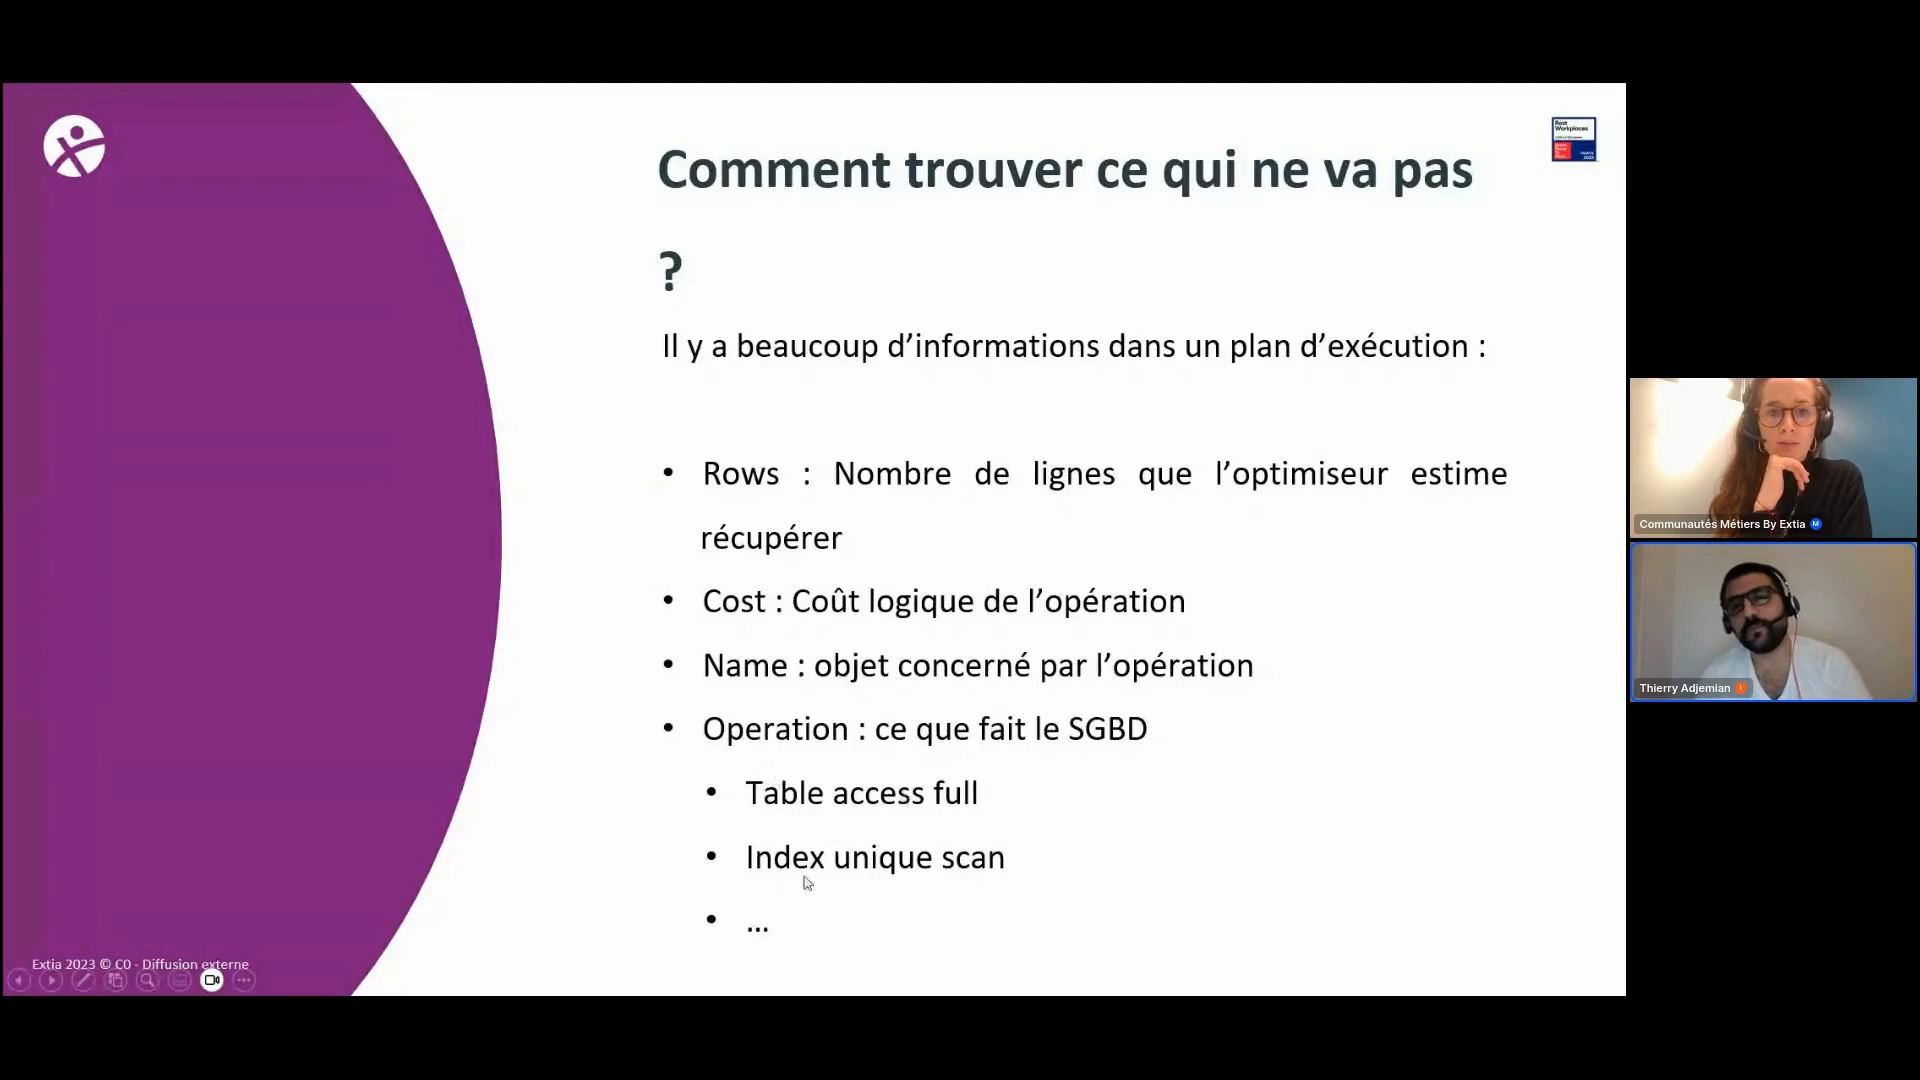 Comment trouver ce qui ne va pas
?
Il y a beaucoup d’informations dans un plan d’exécution :
• Rows : Nombre de lignes que l’optimiseur estime
récupérer
• Cost : Coût logique de l’opération
• Name : objet concerné par l’opération
• Operation : ce que fait le SGBD
• Table access full
• Index unique scan
• ...
Extia 2023 © C0 - Diffusion externe
Best
Workplaces
Communautés Métiers By Extia M
Thierry Adjemian